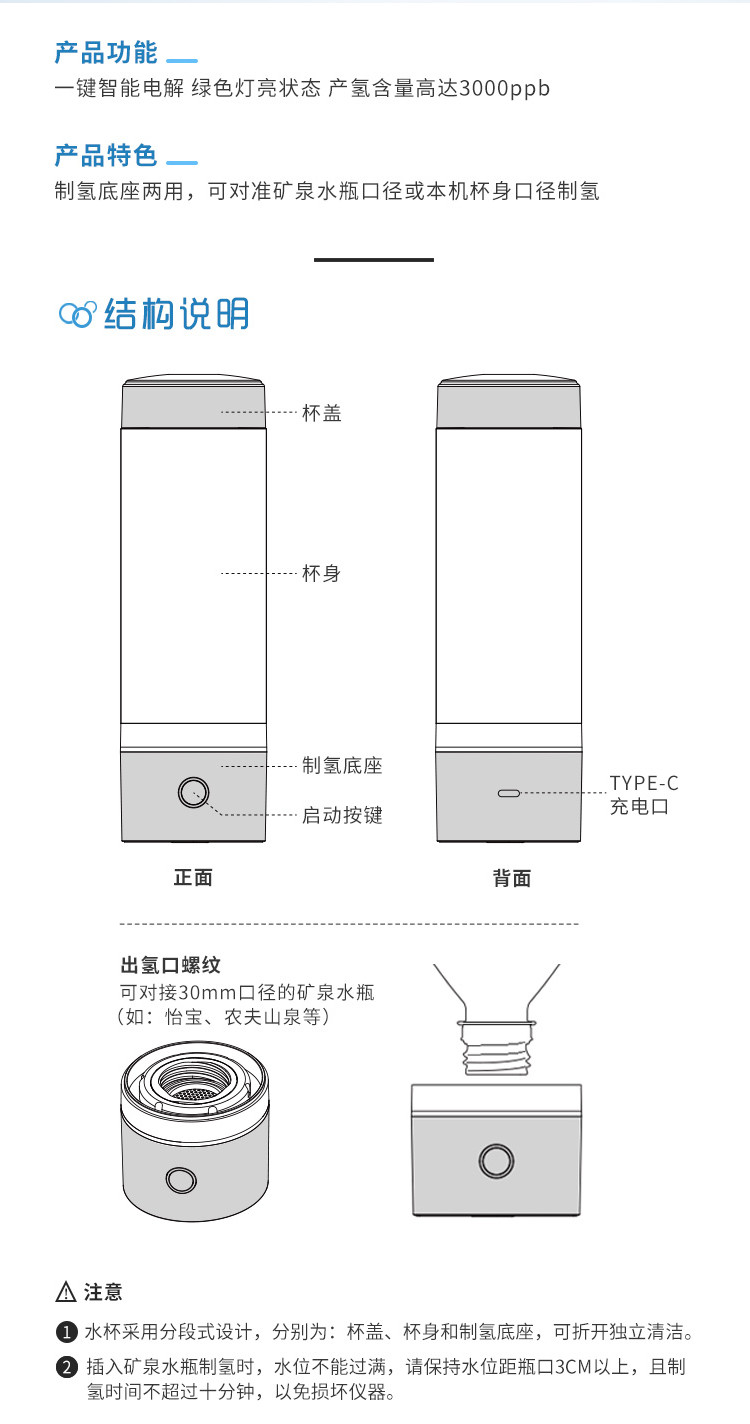 产品功能
一键智能电解 绿色灯亮状态 产氢含量高达3000ppb
产品特色
制氢底座两用，可对准矿泉水瓶口径或本机杯身口径制氢
结构说明
杯盖
杯身
制氢底座
启动按键
TYPE-C
充电口
正面
背面
出氢口螺纹
可对接30mm口径的矿泉水瓶
（如：怡宝、农夫山泉等）
注意
1 水杯采用分段式设计，分别为：杯盖、杯身和制氢底座，可折开独立清洁。
2 插入矿泉水瓶制氢时，水位不能过满，请保持水位距瓶口3CM以上，且制
氢时间不超过十分钟，以免损坏仪器。